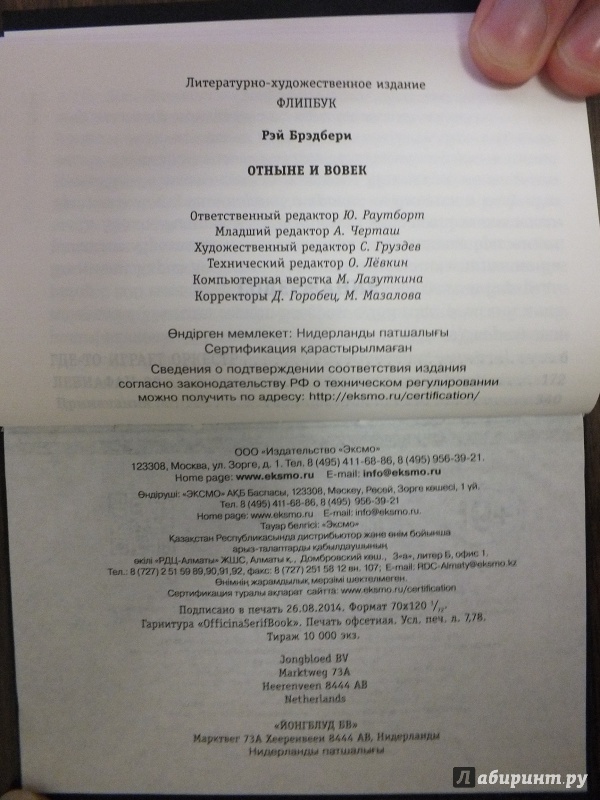 Литературно-художественное издание
ФЛИПБУК
Рэй Брэдбери
ОТНЫНЕ И ВОВЕК
Ответственный редактор Ю. Раутборт
Младший редактор А. Черташ
Художественный редактор С. Груздев
Технический редактор О. Лёвкин
Компьютерная верстка М. Лазуткина
Корректоры Д. Горобец, М. Мазалова
Өндірген мемлекет: Нидерланды патшалығы
Сертификация қарастырылмаған
Сведения о подтверждении соответствия издания
согласно законодательству РФ о техническом регулировании
можно получить по адресу: http://eksmo.ru/certification/
ООО «Издательство «Эксмо»
123308, Москва, ул. Зорге, д. 1. Тел. 8 (495) 411-68-86, 8 (495) 956-39-21.
Home page: www.eksmo.ru E-mail: info@eksmo.ru
Өндіруші: «ЭКСМО» АҚБ Баспасы, 123308, Мәскеу, Ресей, Зорге көшесі, 1 үй.
Тел. 8 (495) 411-68-86, 8 (495) 956-39-21
Home page: www.eksmo.ru E-mail: info@eksmo.ru.
Тауар белгісі: «Эксмо»
Қазақстан Республикасында дистрибьютор және өнім бойынша
арыз-талаптарды қабылдаушының
өкілі «РДЦ-Алматы» ЖШС, Алматы қ., Домбровский көш., 3«а», литер Б, офис 1.
Тел.: 8 (727) 2 51 59 89,90,91,92, факс: 8 (727) 251 58 12 вн. 107; E-mail: RDC-Almaty@eksmo.kz
Өнімнің жарамдылық мерзімі шектелмеген.
Сертификация туралы ақпарат сайтта: www.eksmo.ru/certification
Подписано в печать 26.08.2014. Формат 70x120
Гарнитура «OfficinaSerifBook». Печать офсетная. Усл. печ. л. 7,78.
Тираж 10 000 экз.
Jongbloed BV
Marktweg 73A
Heerenveen 8444 AB
Netherlands
«ЙОНГБЛУД БВ»
Марктвег 73А Хееренвеен 8444 АВ, Нидерланды
Нидерланды патшалығы
Лабиринт.ру